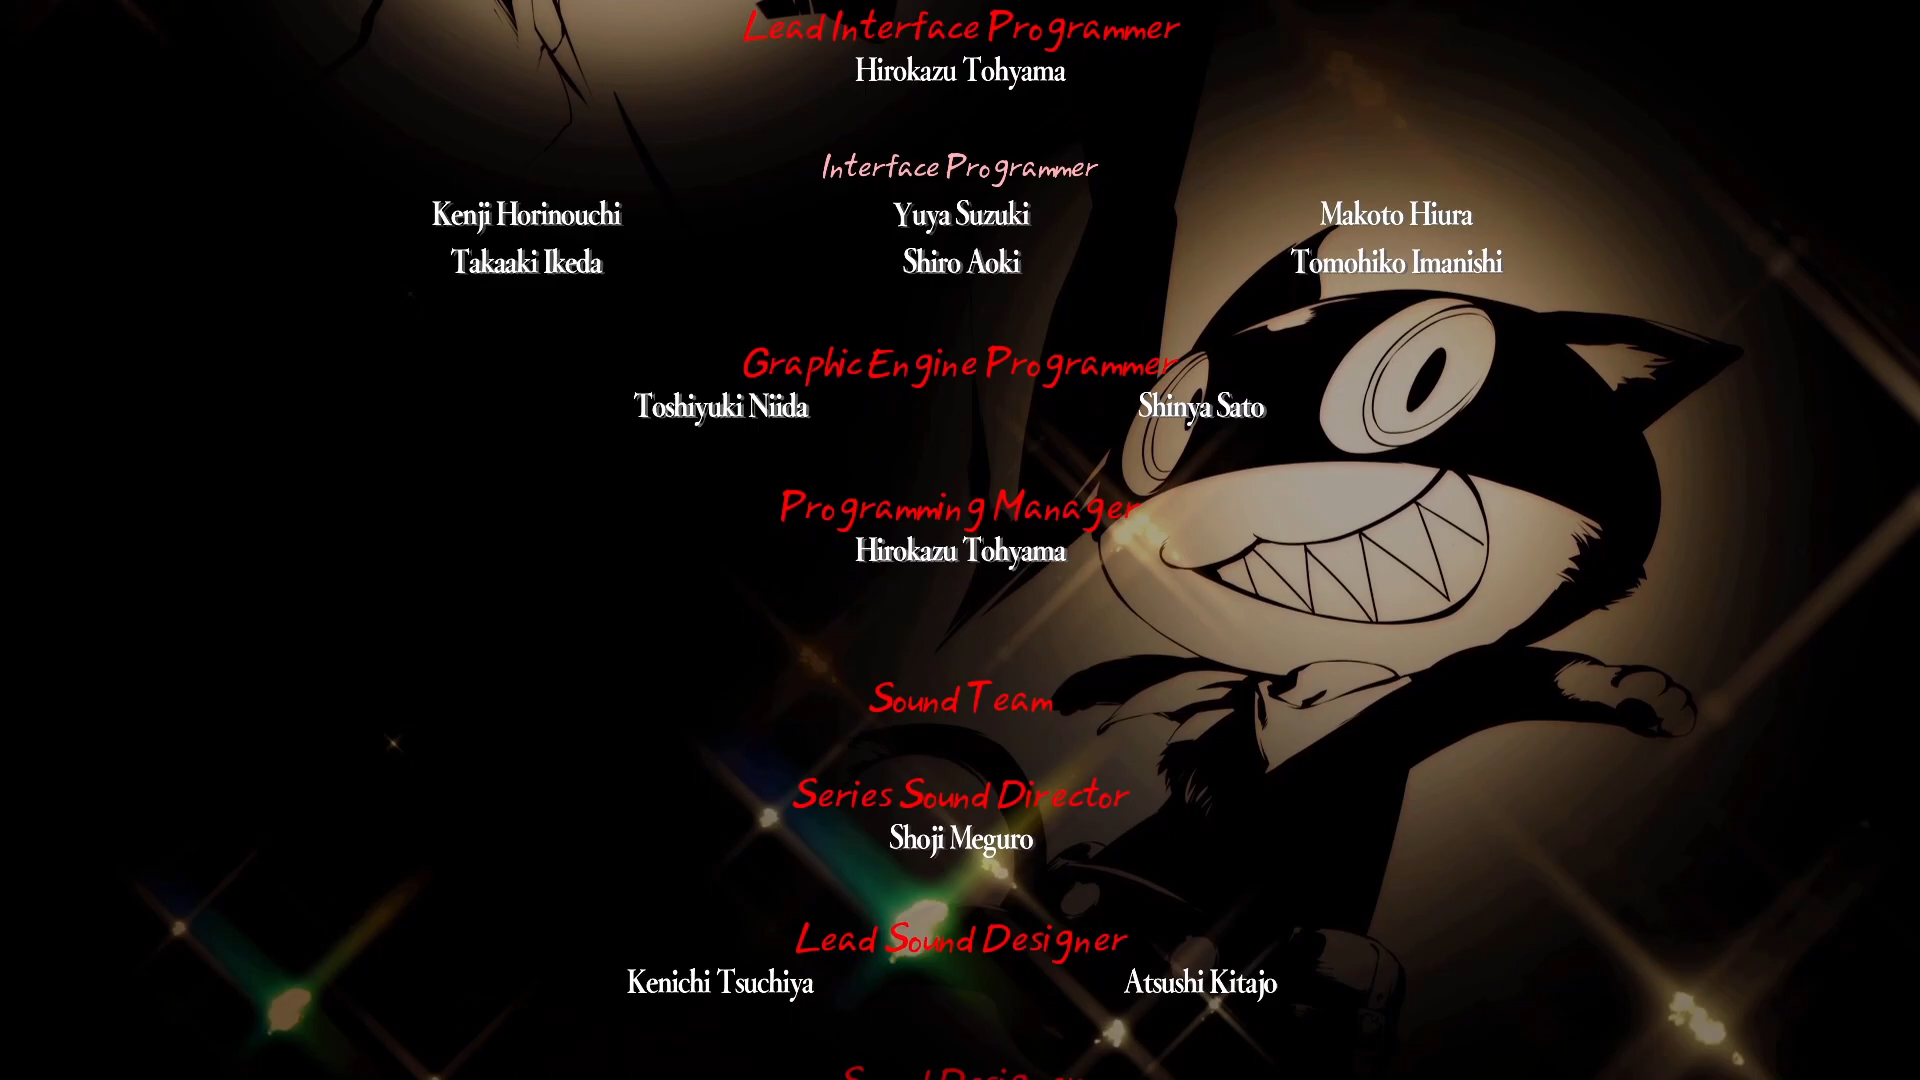 Lead Interface Programmer
Hirokazu Tohyama
Interface Programmer
Kenji Horinouchi Yuya Suzuki Makoto Hiura
Takaaki Ikeda Shiro Aoki Tomohiko Imanishi
Graphic Engine Programmer
Toshiyuki Niida Shinya Sato
Programming Manager
Hirokazu Tohyama
Sound Team
Series Sound Director
Shoji Meguro
Lead Sound Designer
Kenichi Tsuchiya Atsushi Kitajo
Sound Designer